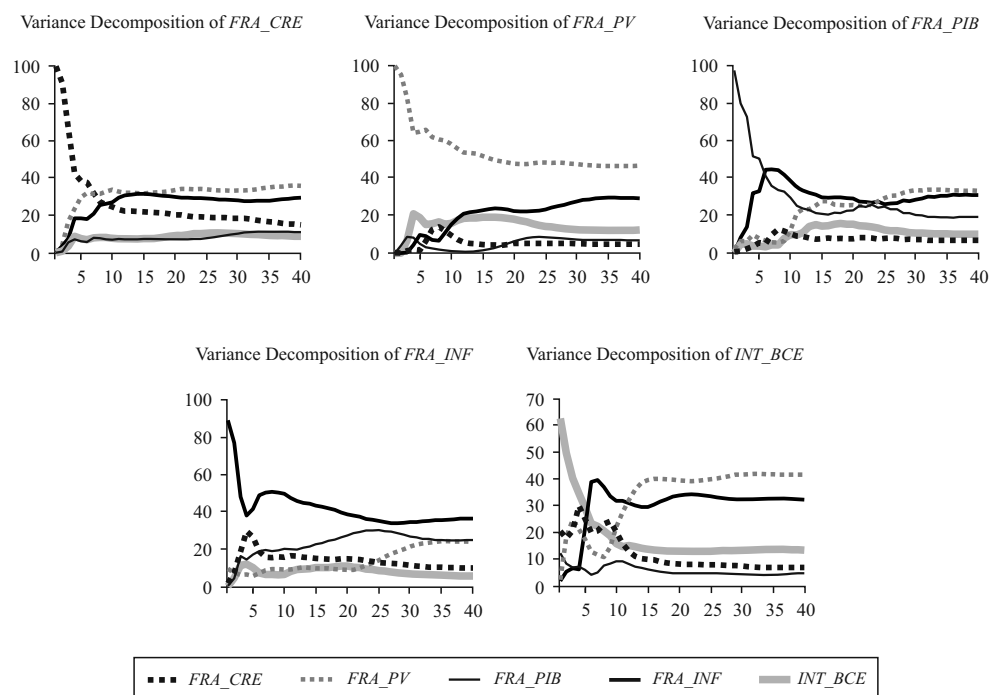 Variance Decomposition of FRA_CRE
100
80
60
40
20
0
5 10 15 20 25 30 35 40
Variance Decomposition of FRA_PV
100
80
60
40
20
0
5 10 15 20 25 30 35 40
Variance Decomposition of FRA_PIB
100
80
60
40
20
0
5 10 15 20 25 30 35 40
Variance Decomposition of FRA_INF
100
80
60
40
20
0
5 10 15 20 25 30 35 40
Variance Decomposition of INT_BCE
70
60
50
40
30
20
10
0
5 10 15 20 25 30 35 40
FRA_CRE FRA_PV FRA_PIB FRA_INF INT_BCE